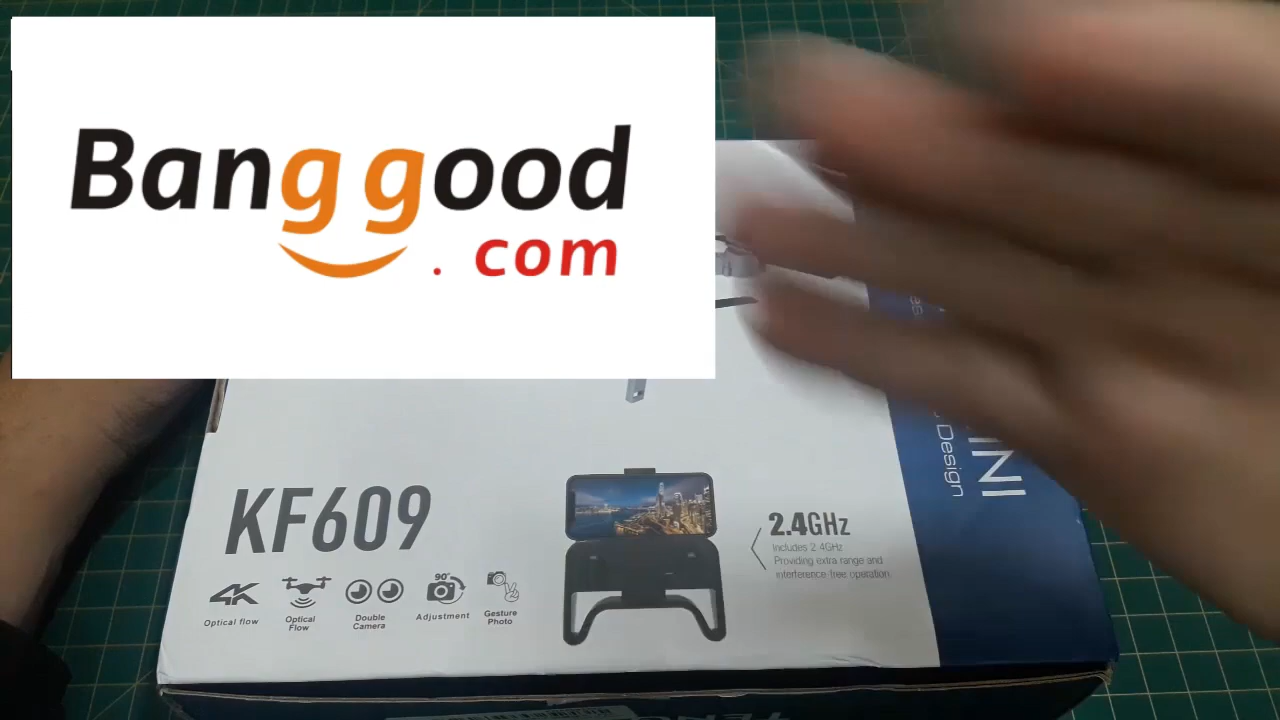 Banggood
.com
INI
Design
KF609
2.4GHz
Includes 2.4GHz
Providing extra range and
interference-free operation.
4K
Optical flow
Optical
Flow
Double
Camera
90°
Adjustment
Gesture
Photo